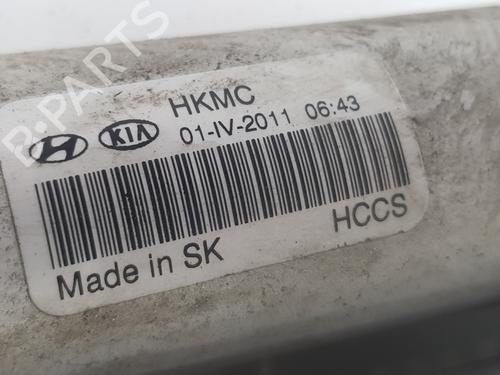 B-PARTS
HKMC
KIA
01-IV-2011 06:43
HCCS
Made in SK